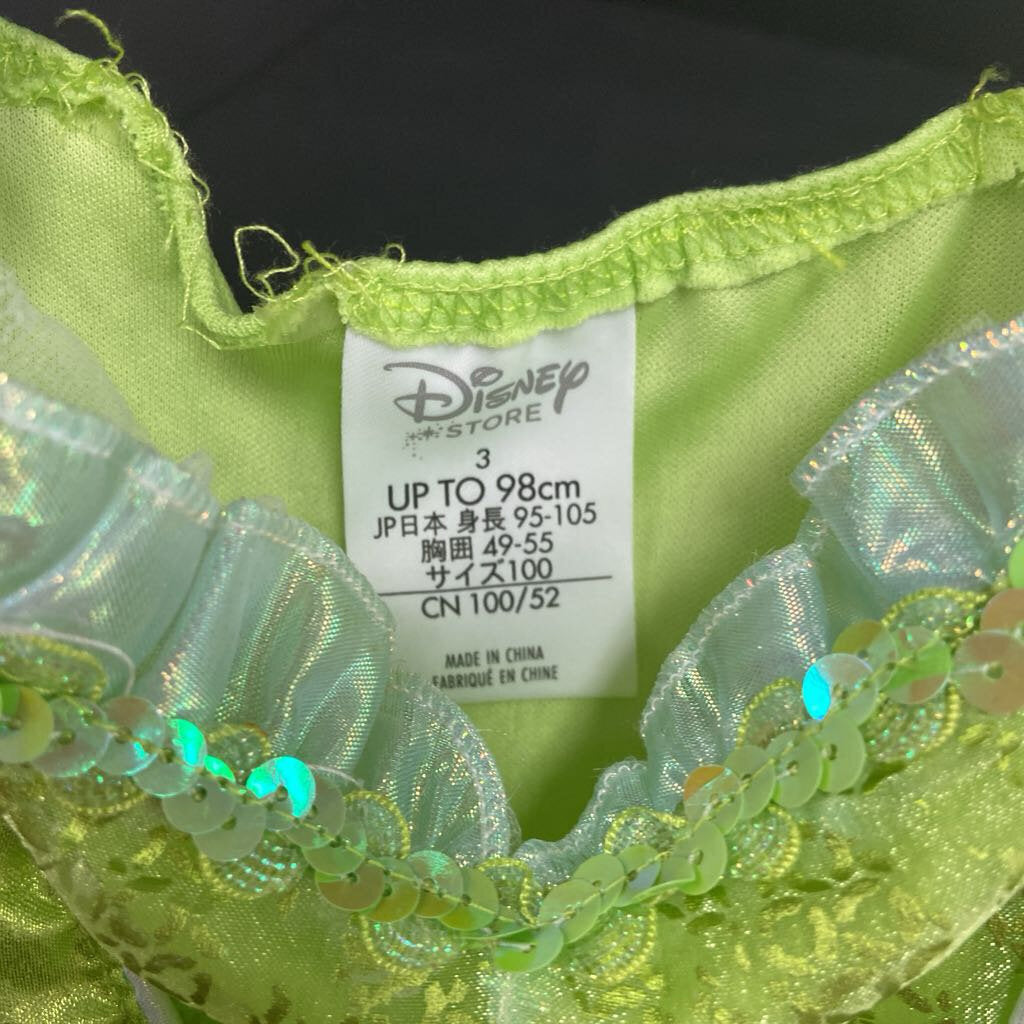 Disney
STORE
3
UP TO 98cm
JP日本 身長 95-105
胸囲 49-55
サイズ100
CN 100/52
MADE IN CHINA
FABRIQUÉ EN CHINE